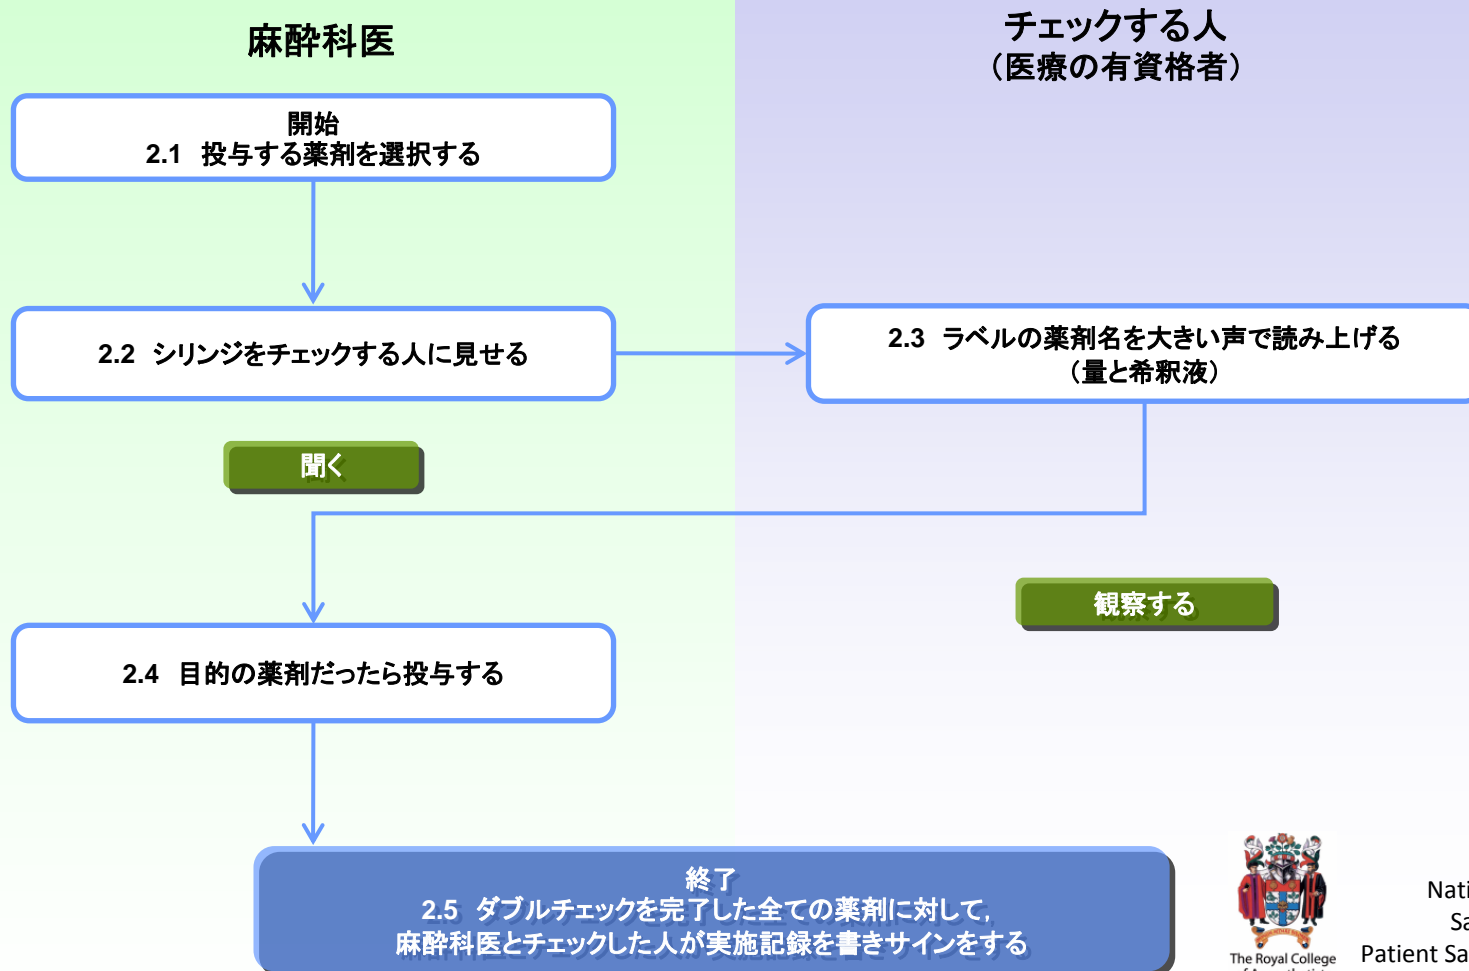 麻酔科医
チェックする人
（医療の有資格者）
開始
2.1 投与する薬剤を選択する
2.2 シリンジをチェックする人に見せる
2.3 ラベルの薬剤名を大きい声で読み上げる
（量と希釈液）
聞く
観察する
2.4 目的の薬剤だったら投与する
終了
2.5 ダブルチェックを完了した全ての薬剤に対して，
麻酔科医とチェックした人が実施記録を書きサインをする
The Royal College
Patient